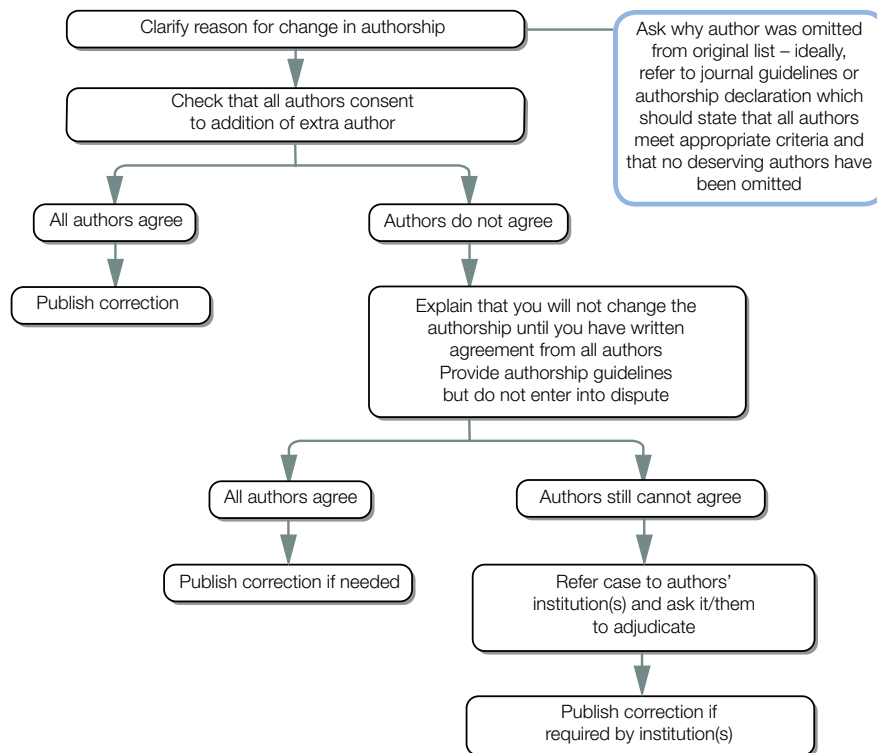 Clarify reason for change in authorship
Ask why author was omitted
from original list – ideally,
refer to journal guidelines or
authorship declaration which
should state that all authors
meet appropriate criteria and
that no deserving authors have
been omitted
Check that all authors consent
to addition of extra author
All authors agree
Authors do not agree
Publish correction
Explain that you will not change the
authorship until you have written
agreement from all authors
Provide authorship guidelines
but do not enter into dispute
All authors agree
Authors still cannot agree
Publish correction if needed
Refer case to authors’
institution(s) and ask it/them
to adjudicate
Publish correction if
required by institution(s)